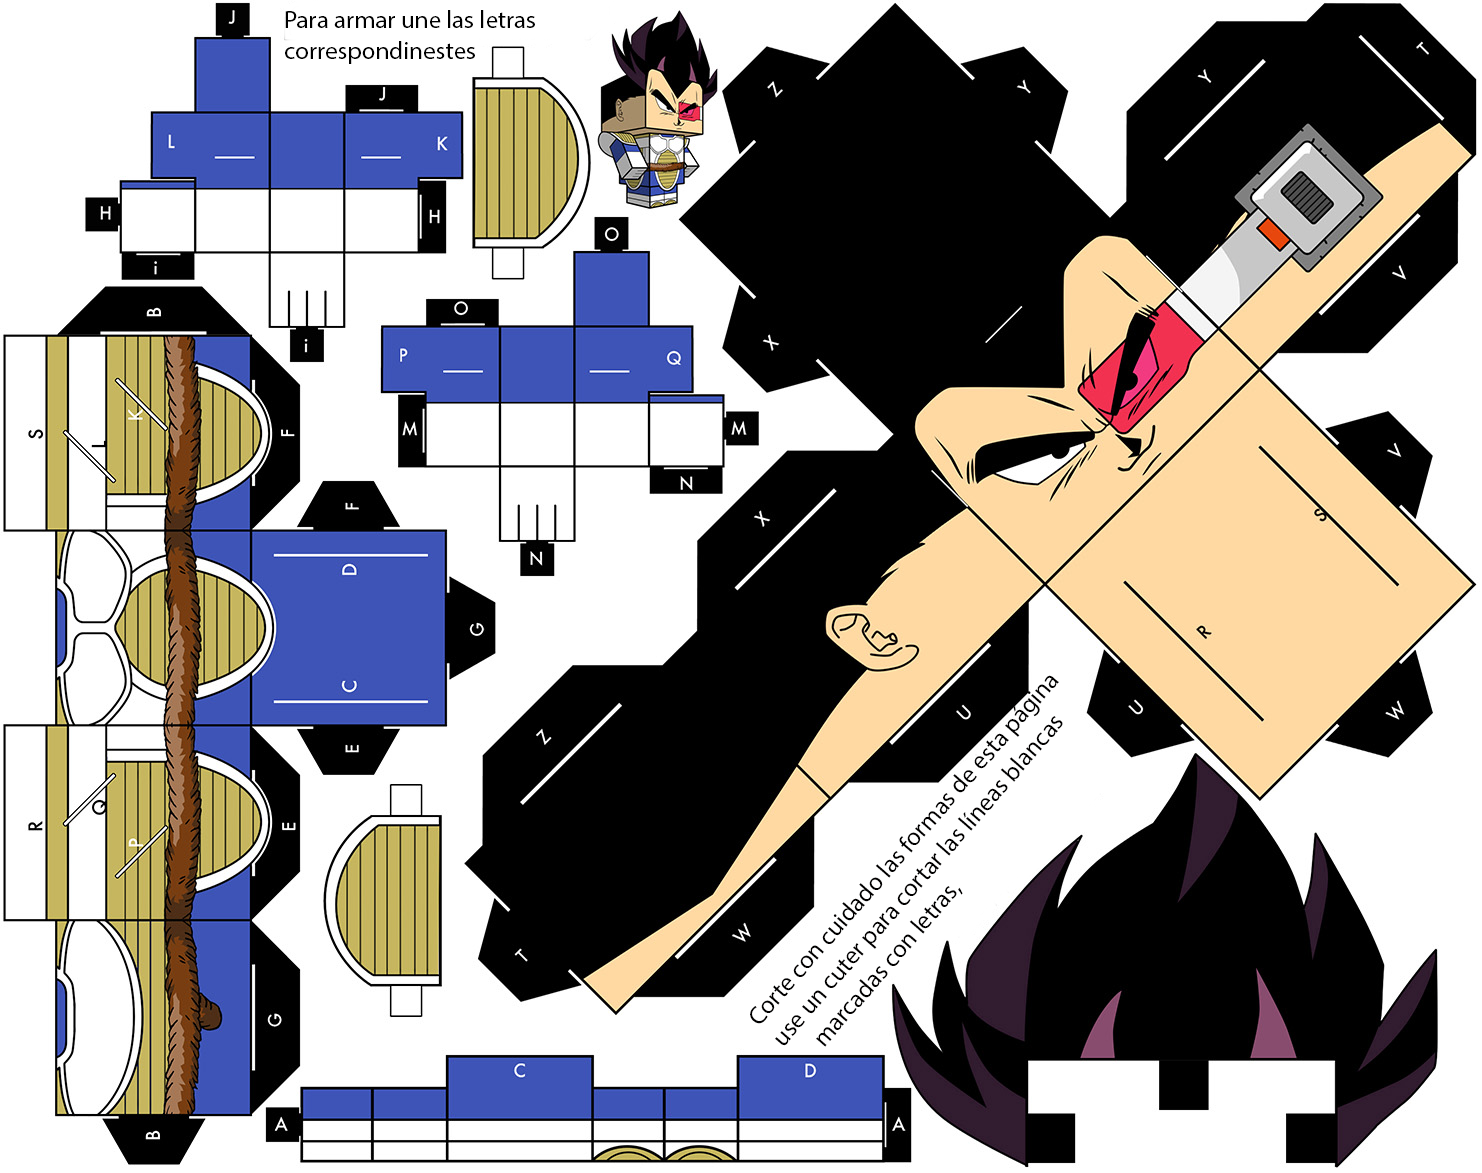 Para armar une las letras
correspondinestes
J
J
L
K
H
H
i
i
O
O
P
Q
M
M
N
N
B
S
K
L
F
F
D
C
G
E
E
R
Q
P
G
B
A
C
D
A
Z
Y
X
Y
T
V
V
S
R
U
W
X
Z
U
W
T
Corte con cuidado las formas de esta página
use un cuter para cortar las líneas blancas
marcadas con letras,